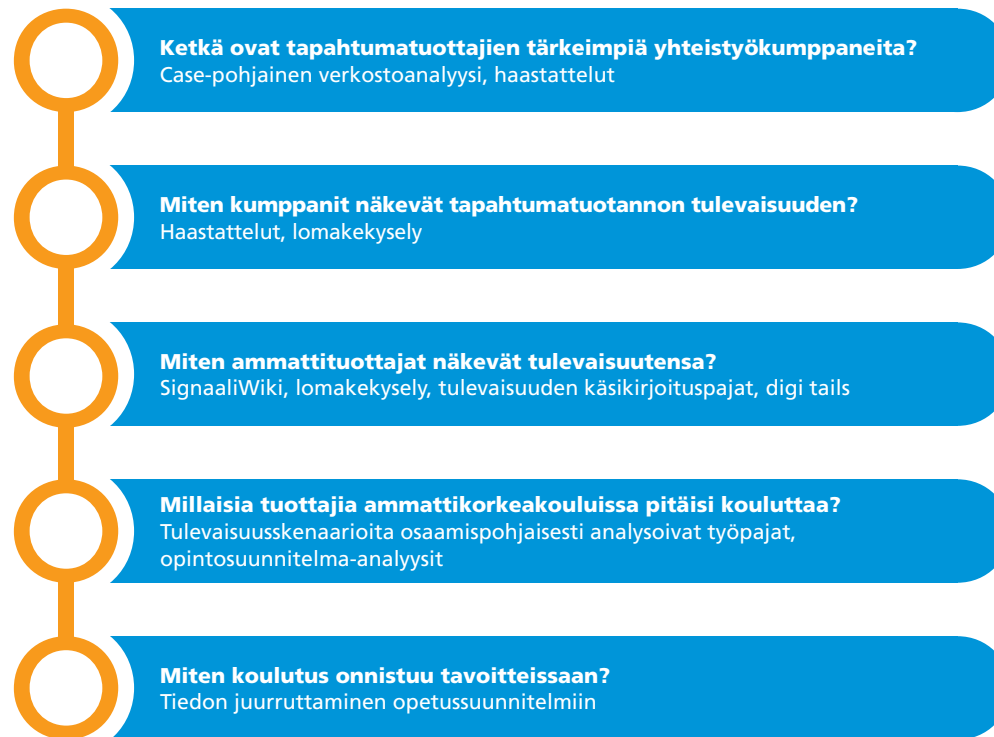 Ketkä ovat tapahtumatuottajien tärkeimpiä yhteistyökumppaneita?
Case-pohjainen verkostoanalyysi, haastattelut
Miten kumppanit näkevät tapahtumatuotannon tulevaisuuden?
Haastattelut, lomakekysely
Miten ammattituottajat näkevät tulevaisuutensa?
SignaaliWiki, lomakekysely, tulevaisuuden käsikirjoituspajat, digi tails
Millaisia tuottajia ammattikorkeakouluissa pitäisi kouluttaa?
Tulevaisuusskenaarioita osaamispohjaisesti analysoivat työpajat,
opintosuunnitelma-analyysit
Miten koulutus onnistuu tavoitteissaan?
Tiedon juurruttaminen opetussuunnitelmiin